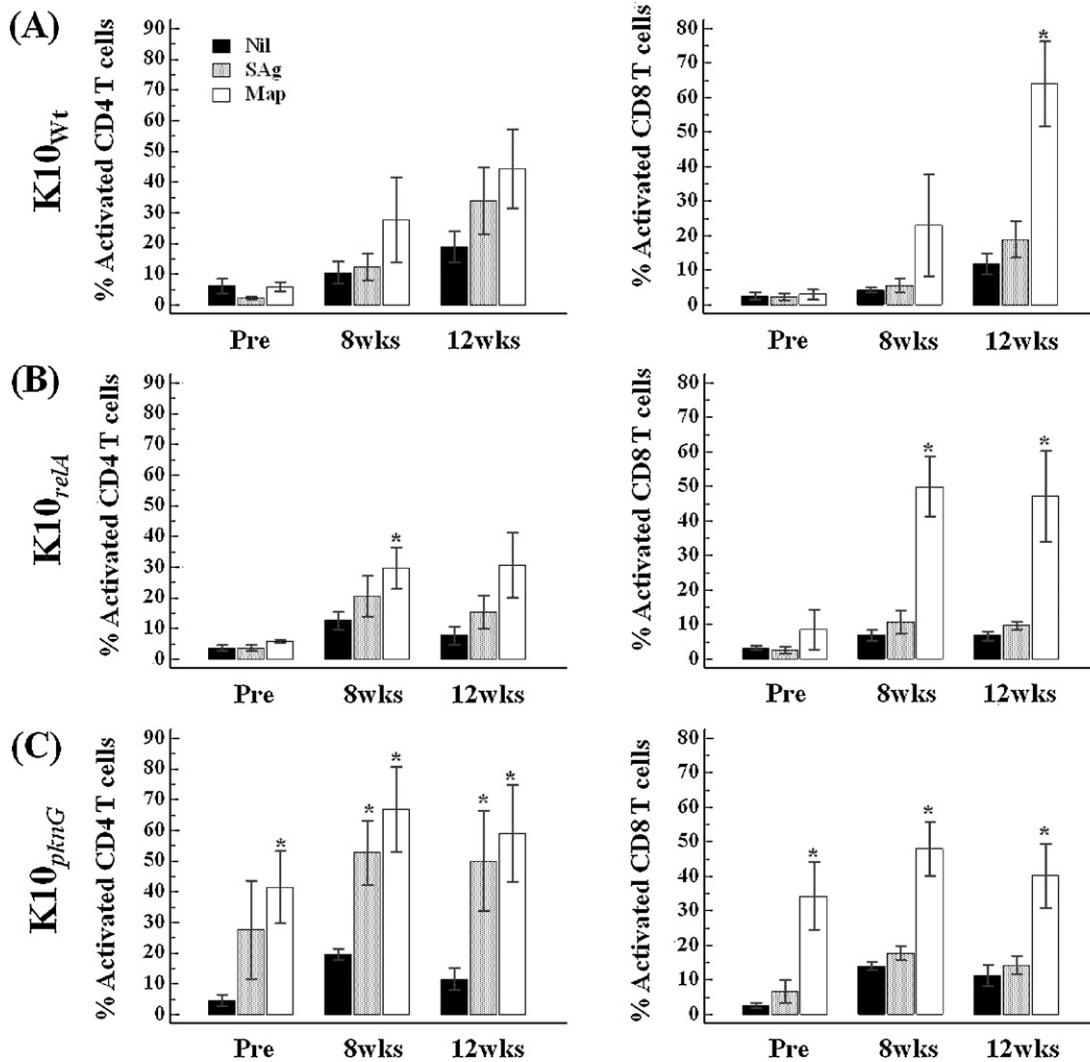 (A)
K10Wt
% Activated CD4 T cells
90
80
70
60
50
40
30
20
10
0
Nil
SAg
Map
Pre
8wks
12wks
% Activated CD8 T cells
80
70
60
50
40
30
20
10
0
*
Pre
8wks
12wks
(B)
K10relA
% Activated CD4 T cells
90
80
70
60
50
40
30
20
10
0
*
Pre
8wks
12wks
% Activated CD8 T cells
80
70
60
50
40
30
20
10
0
*
*
Pre
8wks
12wks
(C)
K10pknG
% Activated CD4 T cells
90
80
70
60
50
40
30
20
10
0
*
*
*
*
*
Pre
8wks
12wks
% Activated CD8 T cells
80
70
60
50
40
30
20
10
0
*
*
*
Pre
8wks
12wks